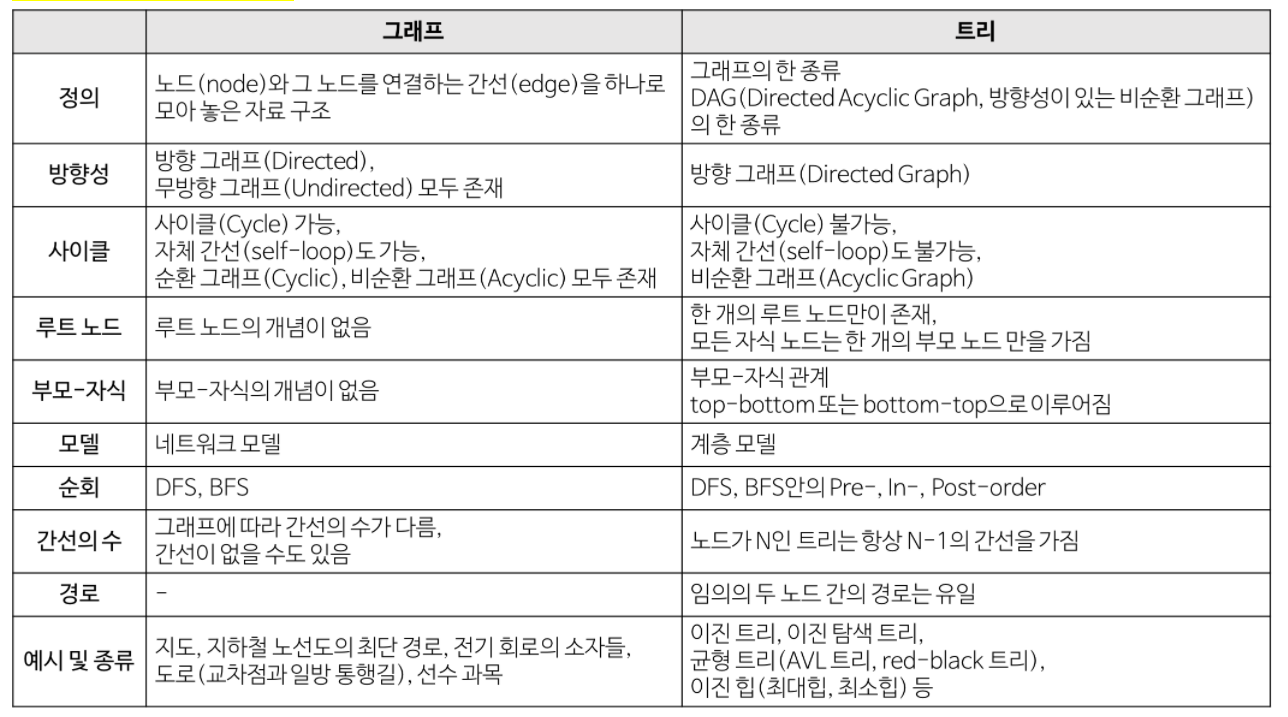 그래프 트리
정의
노드(node)와 그 노드를 연결하는 간선(edge)을 하나로
모아 놓은 자료 구조
그래프의 한 종류
DAG(Directed Acyclic Graph, 방향성이 있는 비순환 그래프)
의 한 종류
방향성
방향 그래프(Directed),
무방향 그래프(Undirected) 모두 존재
방향 그래프(Directed Graph)
사이클
사이클(Cycle) 가능,
자체 간선(self-loop)도 가능,
순환 그래프(Cyclic), 비순환 그래프(Acyclic) 모두 존재
사이클(Cycle) 불가능,
자체 간선(self-loop)도 불가능,
비순환 그래프(Acyclic Graph)
루트 노드
루트 노드의 개념이 없음
한 개의 루트 노드만이 존재,
모든 자식 노드는 한 개의 부모 노드 만을 가짐
부모-자식
부모-자식의 개념이 없음
부모-자식 관계
top-bottom 또는 bottom-top으로 이루어짐
모델
네트워크 모델
계층 모델
순회
DFS, BFS
DFS, BFS안의 Pre-, In-, Post-order
간선의 수
그래프에 따라 간선의 수가 다름,
간선이 없을 수도 있음
노드가 N인 트리는 항상 N-1의 간선을 가짐
경로
-
임의의 두 노드 간의 경로는 유일
예시 및 종류
지도, 지하철 노선도의 최단 경로, 전기 회로의 소자들,
도로(교차점과 일방 통행길), 선수 과목
이진 트리, 이진 탐색 트리,
균형 트리(AVL 트리, red-black 트리),
이진 힙(최대힙, 최소힙) 등